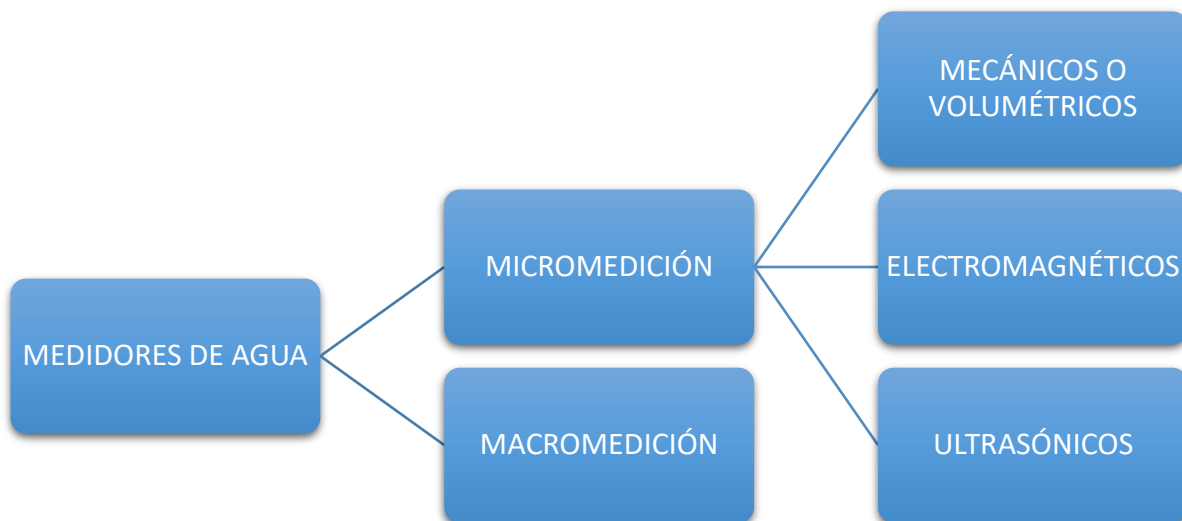 MEDIDORES DE AGUA
MICROMEDICIÓN
MACROMEDICIÓN
MECÁNICOS O
VOLUMÉTRICOS
ELECTROMAGNÉTICOS
ULTRASÓNICOS